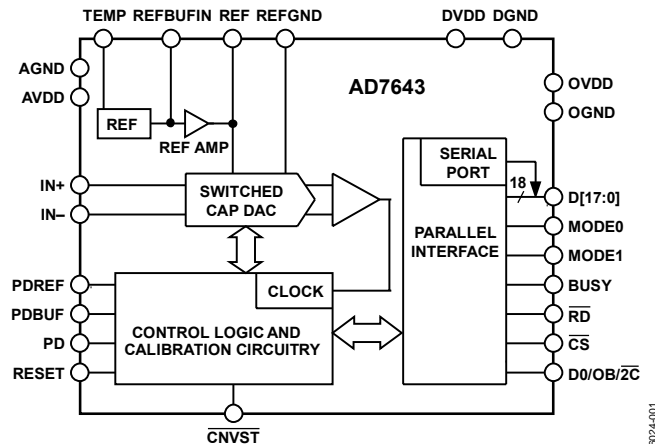 TEMP REFBUFIN REF REFGND DVDD DGND
AGND
AVDD
AD7643
OVDD
OGND
REF
REF AMP
SERIAL
PORT
18
IN+
IN–
SWITCHED
CAP DAC
D[17:0]
MODE0
MODE1
PARALLEL
INTERFACE
PDREF
PDBUF
PD
RESET
CLOCK
CONTROL LOGIC AND
CALIBRATION CIRCUITRY
BUSY
RD
CS
D0/OB/2C
CNVST
6024-001